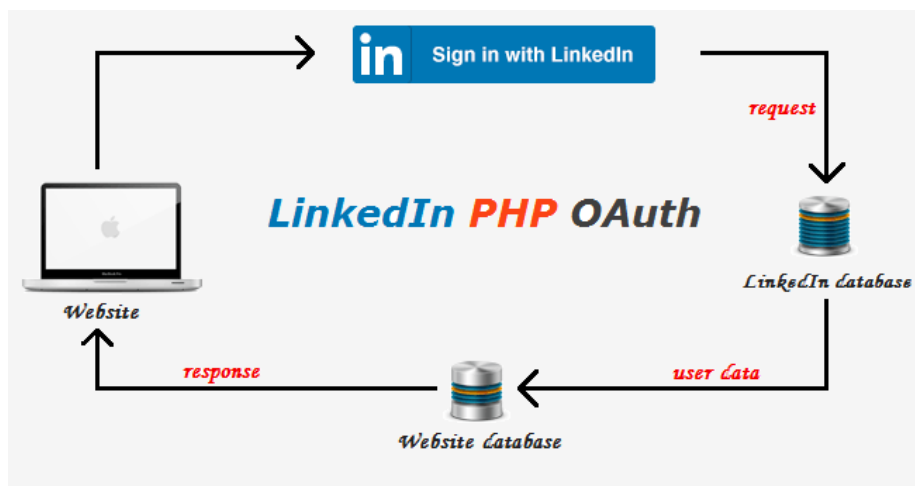 in Sign in with LinkedIn
request
LinkedIn PHP OAuth
LinkedIn database
Website
response
user data
Website database